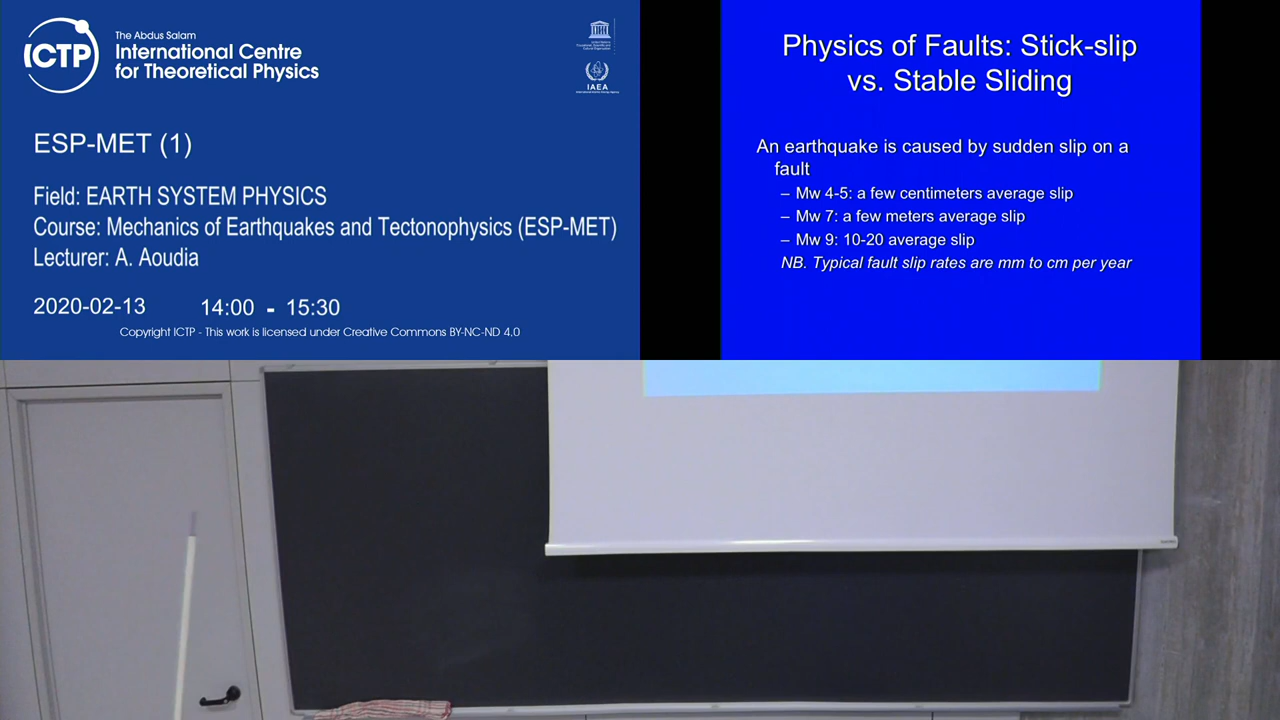 ICTP
The Abdus Salam
International Centre
for Theoretical Physics
IAEA
ESP-MET (1)
Field: EARTH SYSTEM PHYSICS
Course: Mechanics of Earthquakes and Tectonophysics (ESP-MET)
Lecturer: A. Aoudia
2020-02-13 14:00 - 15:30
Copyright ICTP - This work is licensed under Creative Commons BY-NC-ND 4.0
Physics of Faults: Stick-slip
vs. Stable Sliding
An earthquake is caused by sudden slip on a
fault
– Mw 4-5: a few centimeters average slip
– Mw 7: a few meters average slip
– Mw 9: 10-20 average slip
NB. Typical fault slip rates are mm to cm per year